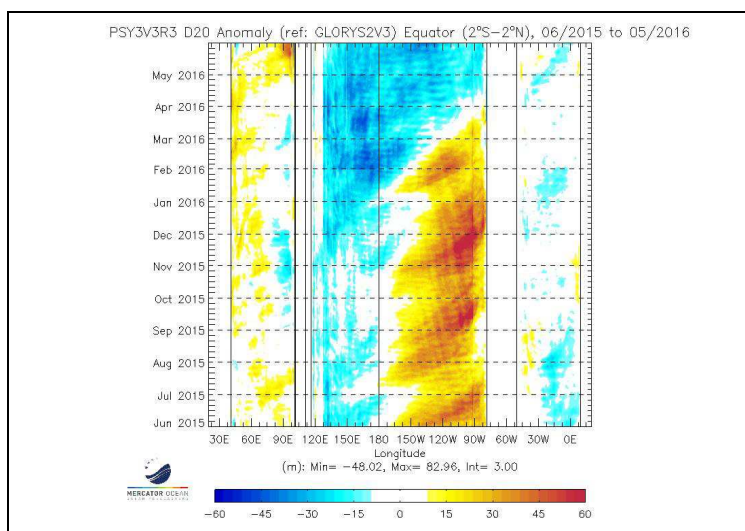 PSY3V3R3 D20 Anomaly (ref: GLORYS2V3) Equator (2°S-2°N), 06/2015 to 05/2016
May 2016
Apr 2016
Mar 2016
Feb 2016
Jan 2016
Dec 2015
Nov 2015
Oct 2015
Sep 2015
Aug 2015
Jul 2015
Jun 2015
30E 60E 90E 120E 150E 180 150W 120W 90W 60W 30W 0E
Longitude
(m): Min= -48.02, Max= 82.96, Int= 3.00
MERCATOR OCEAN
-60 -45 -30 -15 0 15 30 45 60